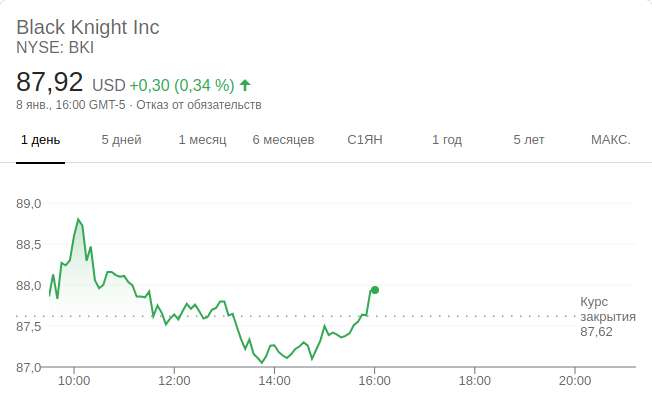 Black Knight Inc
NYSE: BKI
87,92 USD +0,30 (0,34 %)
8 янв., 16:00 GMT-5 · Отказ от обязательств
1 день 5 дней 1 месяц 6 месяцев С1ЯН 1 год 5 лет МАКС.
89,0
88,5
88,0
Курс
закрытия
87,62
87,5
87,0
10:00 12:00 14:00 16:00 18:00 20:00